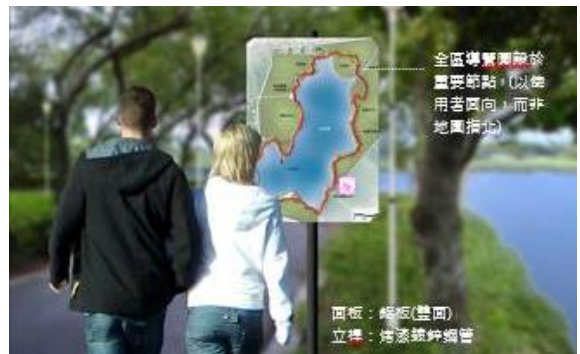 全區導覽圖設於
重要節點，(以使
用者面向，而非
地圖指北)
面板：鋁板(雙面)
立桿：烤漆鍍鋅鋼管